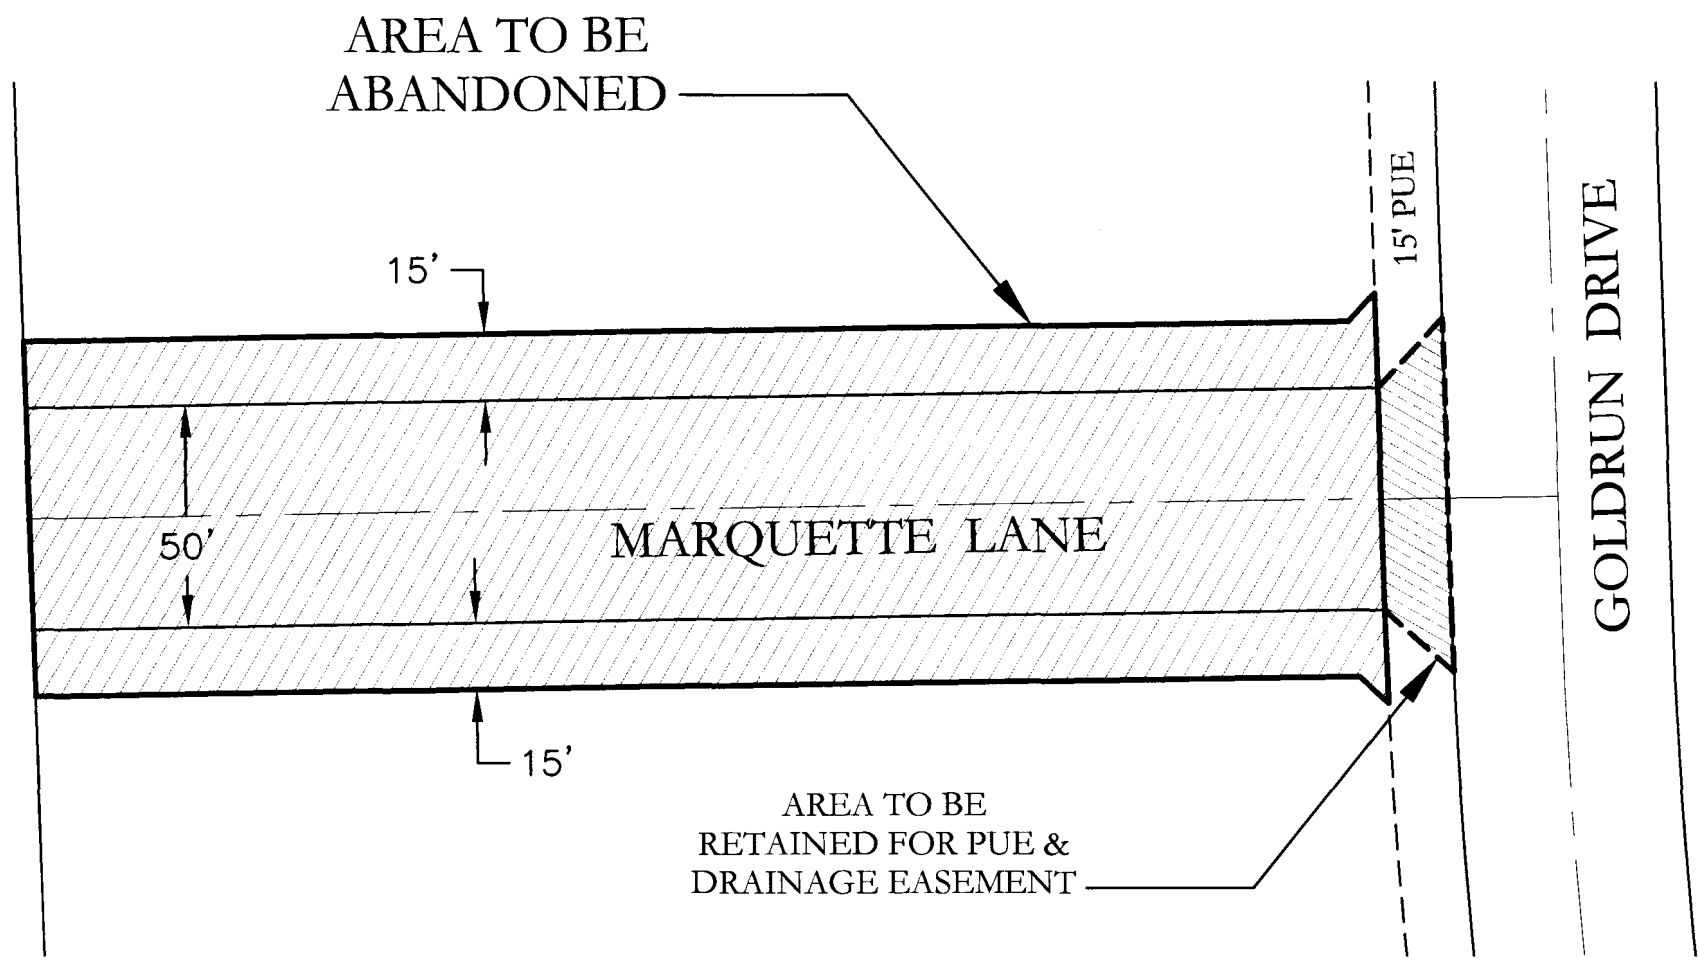 AREA TO BE
ABANDONED
15' PUE
GOLDRUN DRIVE
15'
50'
MARQUETTE LANE
15'
AREA TO BE
RETAINED FOR PUE &
DRAINAGE EASEMENT